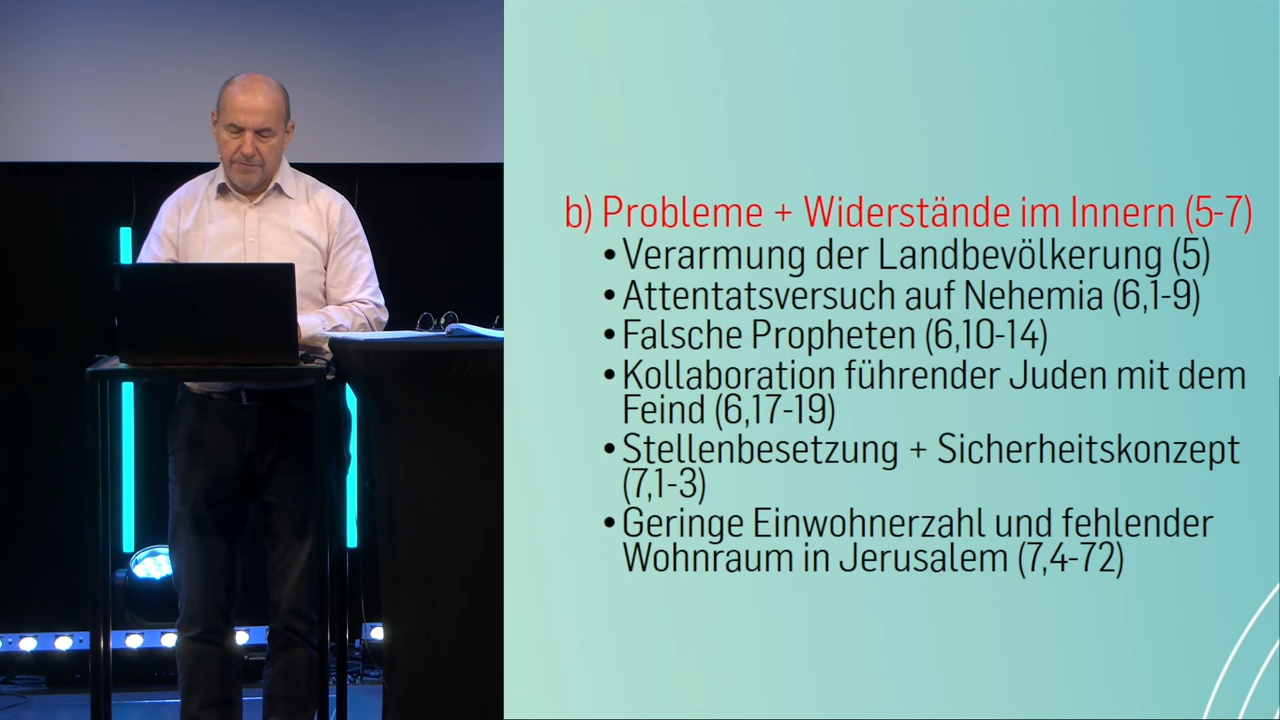 b) Probleme + Widerstände im Innern (5-7)
•Verarmung der Landbevölkerung (5)
•Attentatsversuch auf Nehemia (6,1-9)
•Falsche Propheten (6,10-14)
•Kollaboration führender Juden mit dem
Feind (6,17-19)
•Stellenbesetzung + Sicherheitskonzept
(7,1-3)
•Geringe Einwohnerzahl und fehlender
Wohnraum in Jerusalem (7,4-72)